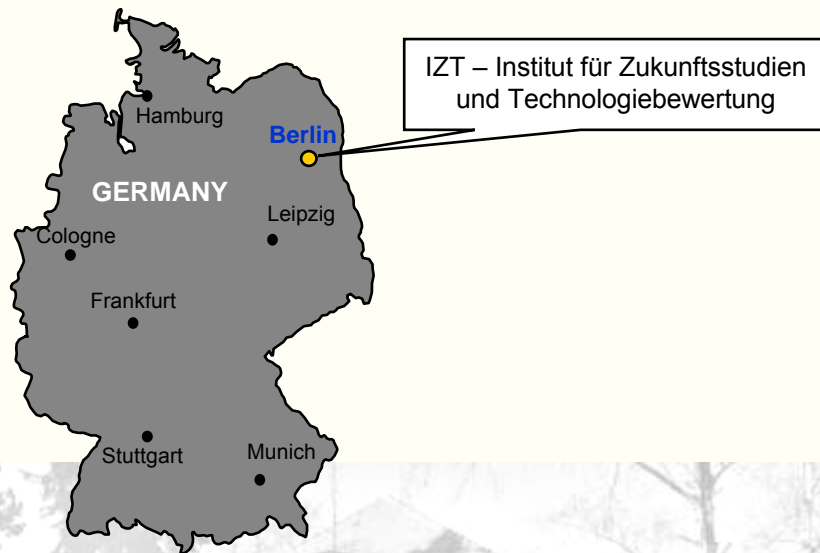 IZT – Institut für Zukunftsstudien
und Technologiebewertung
Hamburg
Berlin
GERMANY
Leipzig
Cologne
Frankfurt
Stuttgart
Munich